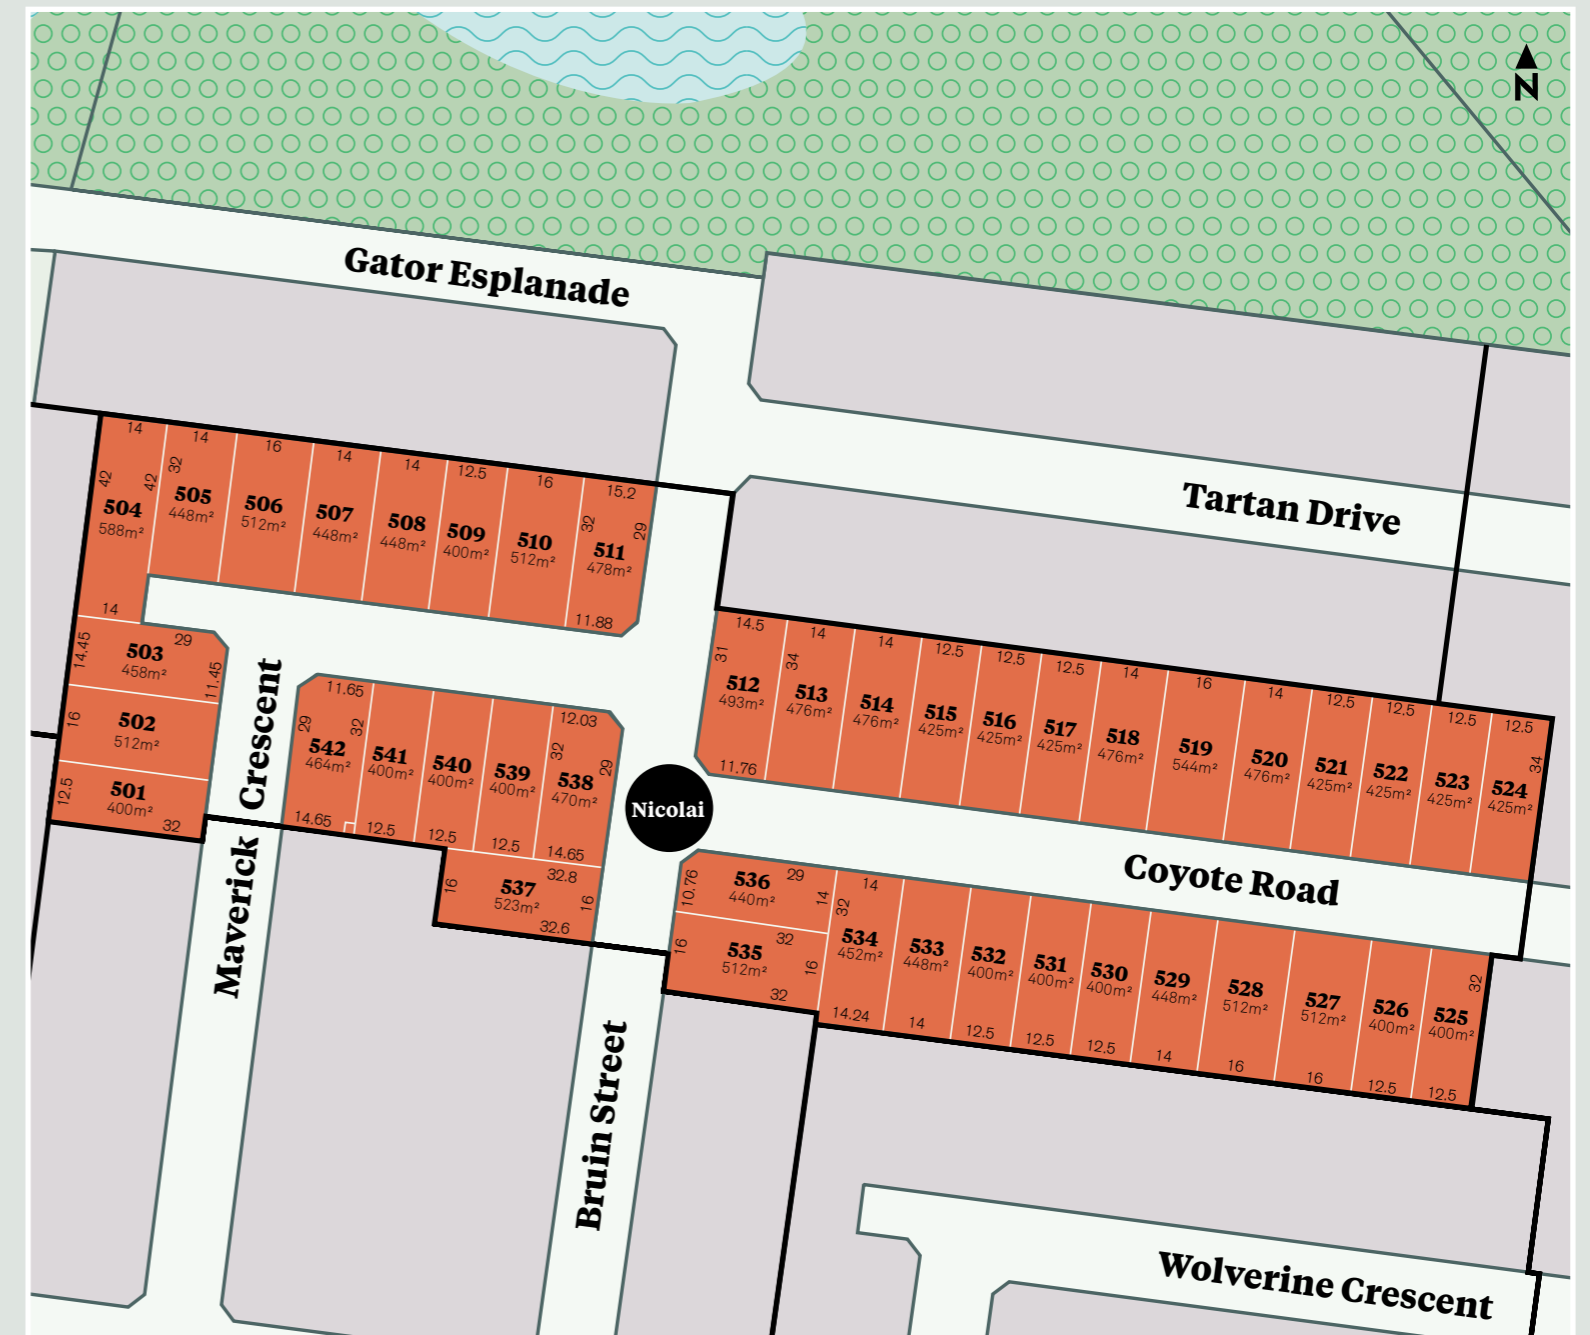 N
Gator Esplanade
Tartan Drive
14
14
16
14
14
12.5
16
15.2
42
42
32
32
29
504
588m²
505
448m²
506
512m²
507
448m²
508
448m²
509
400m²
510
512m²
511
478m²
11.88
14
14.45
29
503
458m²
11.45
16
502
512m²
12.5
501
400m²
32
Maverick Crescent
11.65
12.03
29
32
32
29
542
464m²
541
400m²
540
400m²
539
400m²
538
470m²
14.65
12.5
12.5
12.5
14.65
32.8
16
537
523m²
16
32.6
Nicolai
14.5
14
14
12.5
12.5
12.5
14
16
14
12.5
12.5
12.5
12.5
31
34
34
512
493m²
513
476m²
514
476m²
515
425m²
516
425m²
517
425m²
518
476m²
519
544m²
520
476m²
521
425m²
522
425m²
523
425m²
524
425m²
11.76
Coyote Road
10.76
536
440m²
29
14
14
32
16
535
512m²
32
16
32
534
452m²
533
448m²
532
400m²
531
400m²
530
400m²
529
448m²
528
512m²
527
512m²
526
400m²
525
400m²
32
14.24
14
12.5
12.5
12.5
14
16
16
12.5
12.5
Bruin Street
Wolverine Crescent